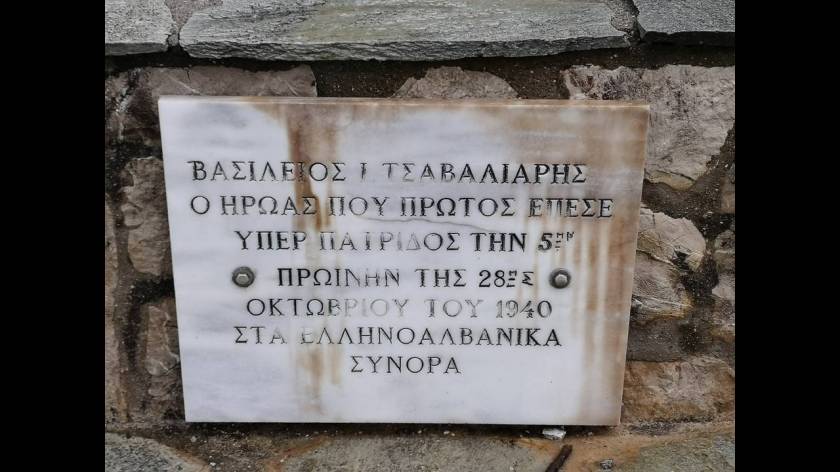 ΒΑΣΙΛΕΙΟΣ Ι ΤΣΑΒΑΛΙΑΡΗΣ
Ο ΗΡΩΑΣ ΠΟΥ ΠΡΩΤΟΣ ΕΠΕΣΕ
ΥΠΕΡ ΠΑΤΡΙΔΟΣ ΤΗΝ 5ΗΝ
ΠΡΩΙΝΗΝ ΤΗΣ 28ΗΣ
ΟΚΤΩΒΡΙΟΥ ΤΟΥ 1940
ΣΤΑ ΕΛΛΗΝΟΑΛΒΑΝΙΚΑ
ΣΥΝΟΡΑ